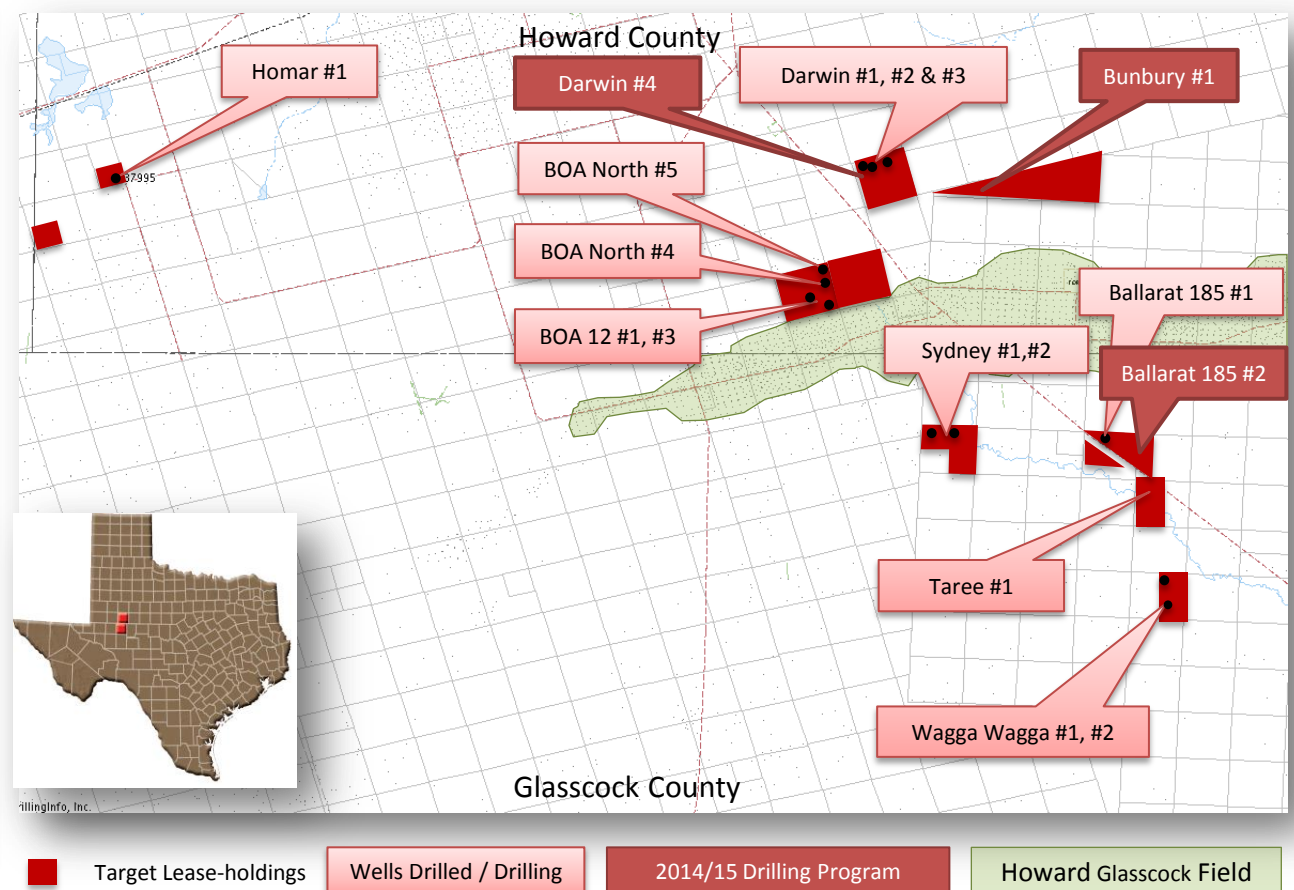 Howard County
Homar #1
Darwin #4
Darwin #1, #2 & #3
Bunbury #1
BOA North #5
37995
BOA North #4
Ballarat 185 #1
BOA 12 #1, #3
Sydney #1,#2
Ballarat 185 #2
Taree #1
Wagga Wagga #1, #2
Glasscock County
rillingInfo, Inc.
Target Lease-holdings
Wells Drilled / Drilling
2014/15 Drilling Program
Howard Glasscock Field